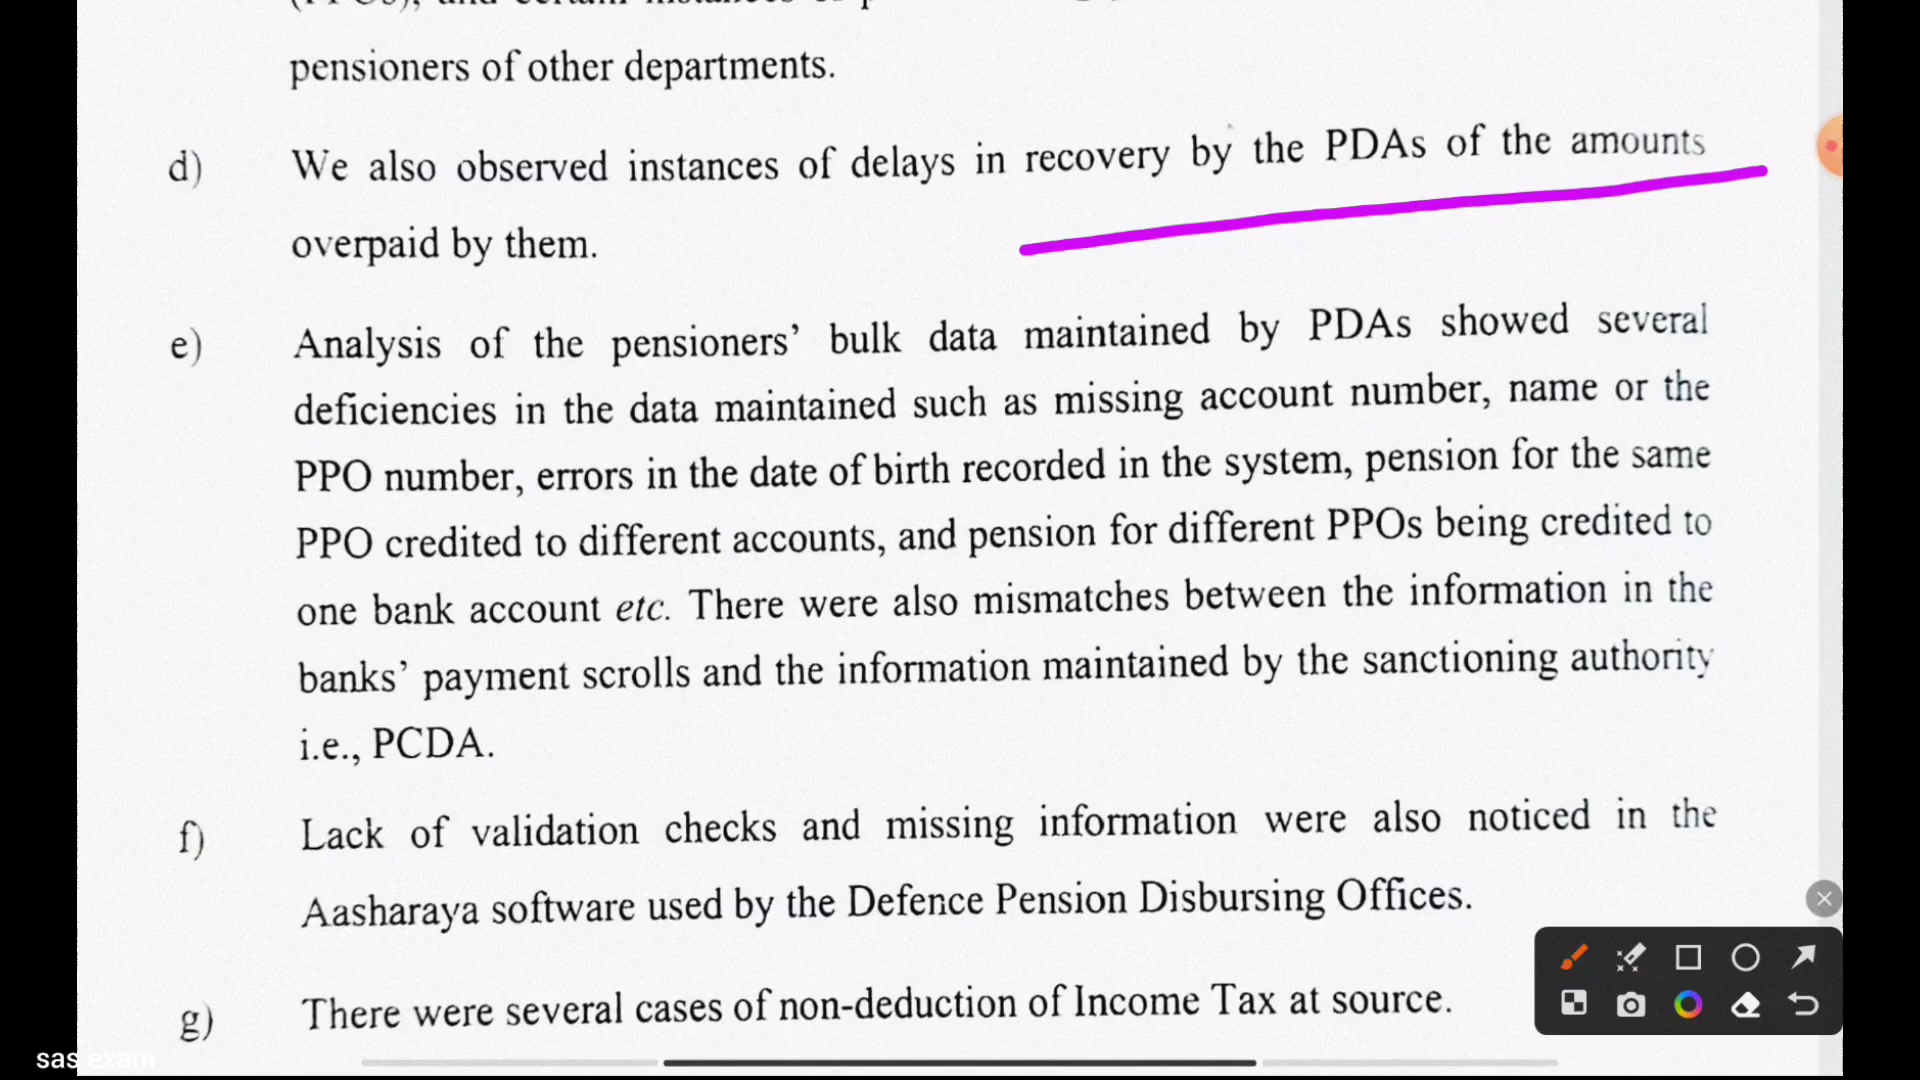 pensioners of other departments.
d) We also observed instances of delays in recovery by the PDAs of the amounts
overpaid by them.
e) Analysis of the pensioners’ bulk data maintained by PDAs showed several
deficiencies in the data maintained such as missing account number, name or the
PPO number, errors in the date of birth recorded in the system, pension for the same
PPO credited to different accounts, and pension for different PPOs being credited to
one bank account etc. There were also mismatches between the information in the
banks’ payment scrolls and the information maintained by the sanctioning authority
i.e., PCDA.
f) Lack of validation checks and missing information were also noticed in the
Aasharaya software used by the Defence Pension Disbursing Offices.
g) There were several cases of non-deduction of Income Tax at source.
sas exam